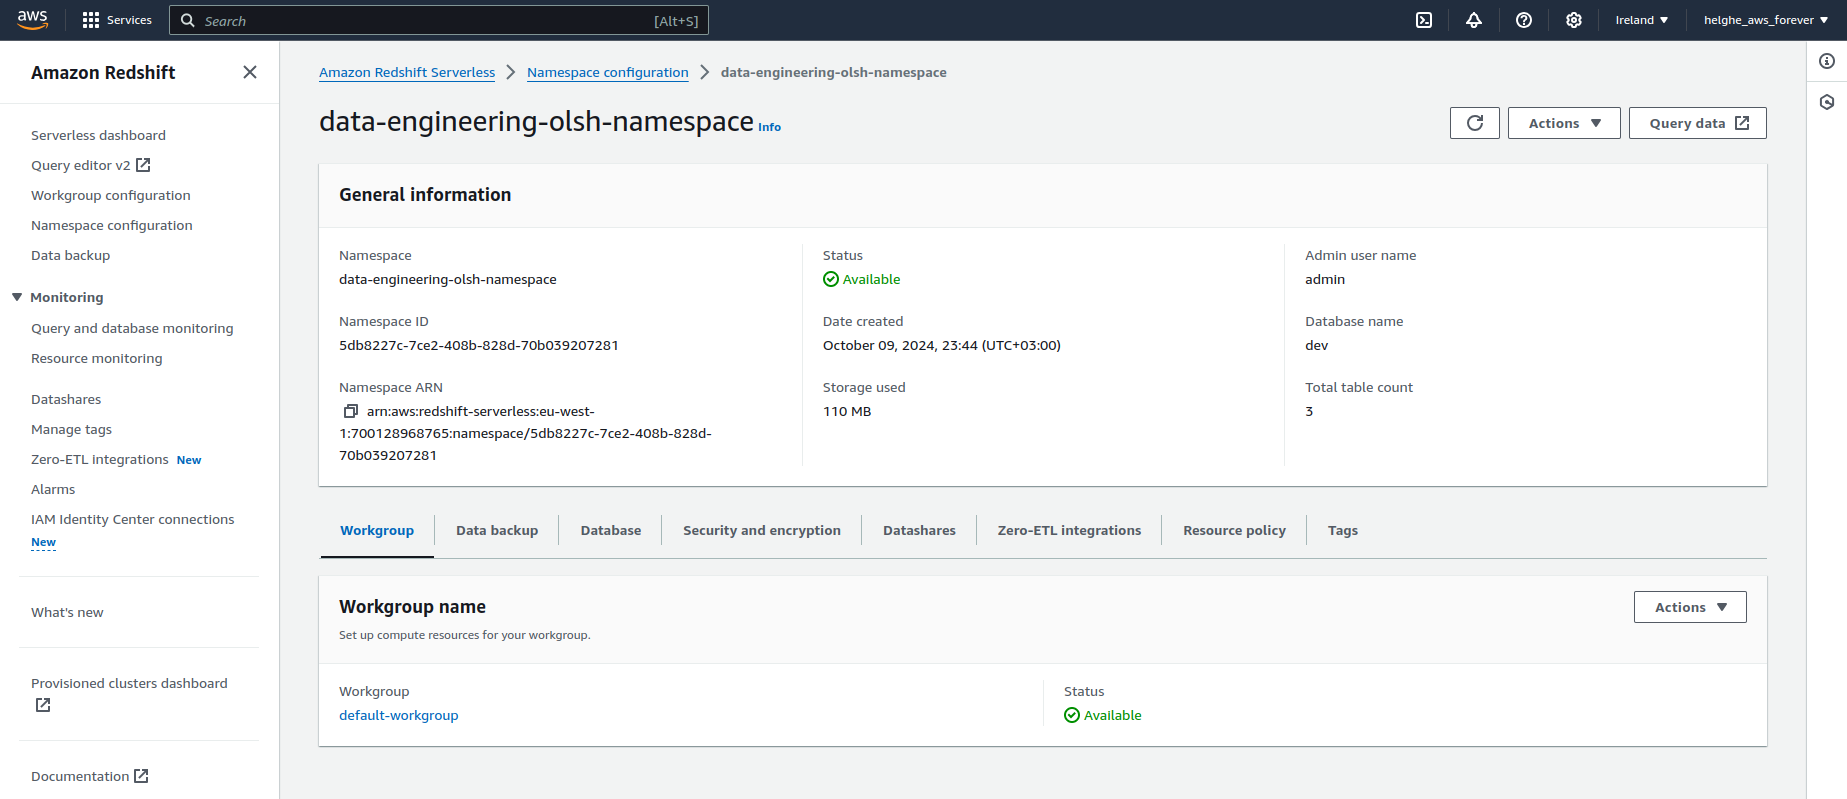 aws
Services
Search
[Alt+S]
Ireland
helghe_aws_forever
Amazon Redshift
Serverless dashboard
Query editor v2
Workgroup configuration
Namespace configuration
Data backup
Monitoring
Query and database monitoring
Resource monitoring
Datashares
Manage tags
Zero-ETL integrations New
Alarms
IAM Identity Center connections
New
What's new
Provisioned clusters dashboard
Documentation
Amazon Redshift Serverless
Namespace configuration
data-engineering-olsh-namespace
data-engineering-olsh-namespace Info
Actions
Query data
General information
Namespace
data-engineering-olsh-namespace
Namespace ID
5db8227c-7ce2-408b-828d-70b039207281
Namespace ARN
arn:aws:redshift-serverless:eu-west-
1:700128968765:namespace/5db8227c-7ce2-408b-828d-
70b039207281
Status
Available
Date created
October 09, 2024, 23:44 (UTC+03:00)
Storage used
110 MB
Admin user name
admin
Database name
dev
Total table count
3
Workgroup
Data backup
Database
Security and encryption
Datashares
Zero-ETL integrations
Resource policy
Tags
Workgroup name
Set up compute resources for your workgroup.
Actions
Workgroup
default-workgroup
Status
Available